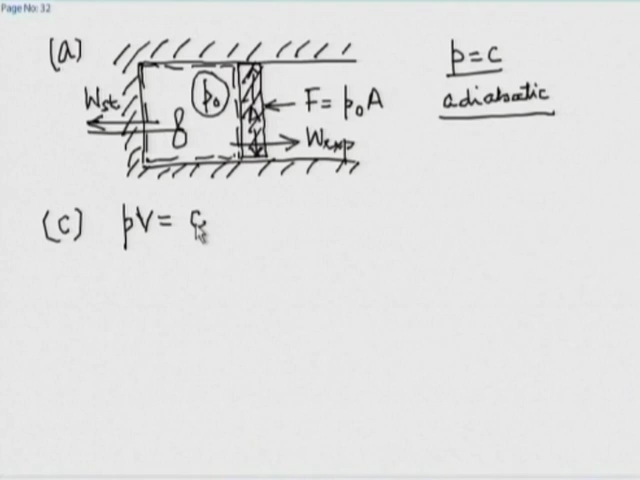 Page No: 32
(a)
p=c
adiabatic
Wst
p₀
F = p₀A
A
Wexp
(c) pV= c